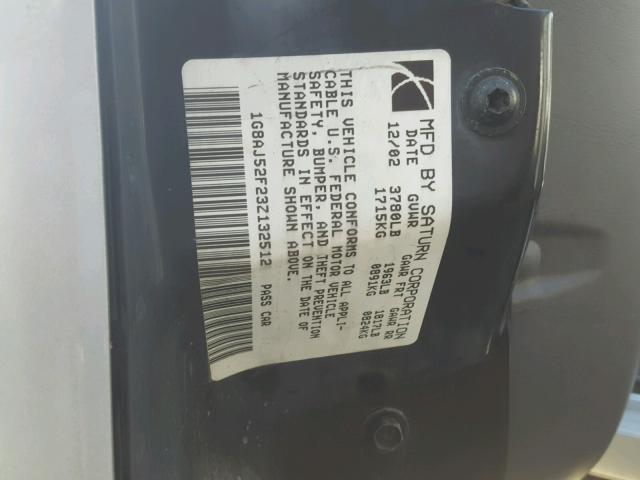 MFD BY SATURN CORPORATION
DATE GVWR GAWR FRT GAWR RR
12/02 3780LB 1963LB 1817LB
1715KG 0891KG 0824KG
THIS VEHICLE CONFORMS TO ALL APPLI-
CABLE U.S. FEDERAL MOTOR VEHICLE
SAFETY, BUMPER, AND THEFT PREVENTION
STANDARDS IN EFFECT ON THE DATE OF
MANUFACTURE SHOWN ABOVE.
1G8AJ52F23Z132512 PASS CAR